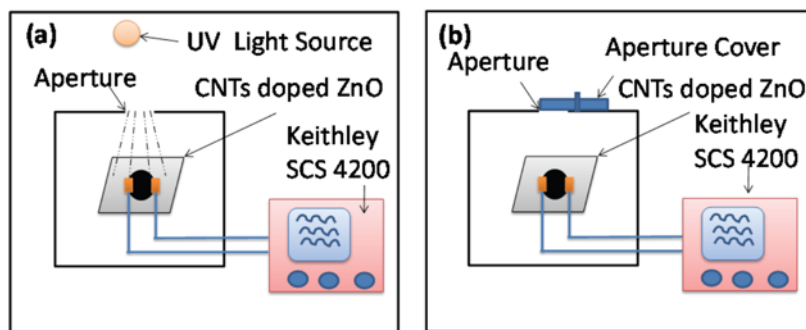 (a)
UV Light Source
Aperture
CNTs doped ZnO
Keithley
SCS 4200
(b)
Aperture Cover
Aperture
CNTs doped ZnO
Keithley
SCS 4200